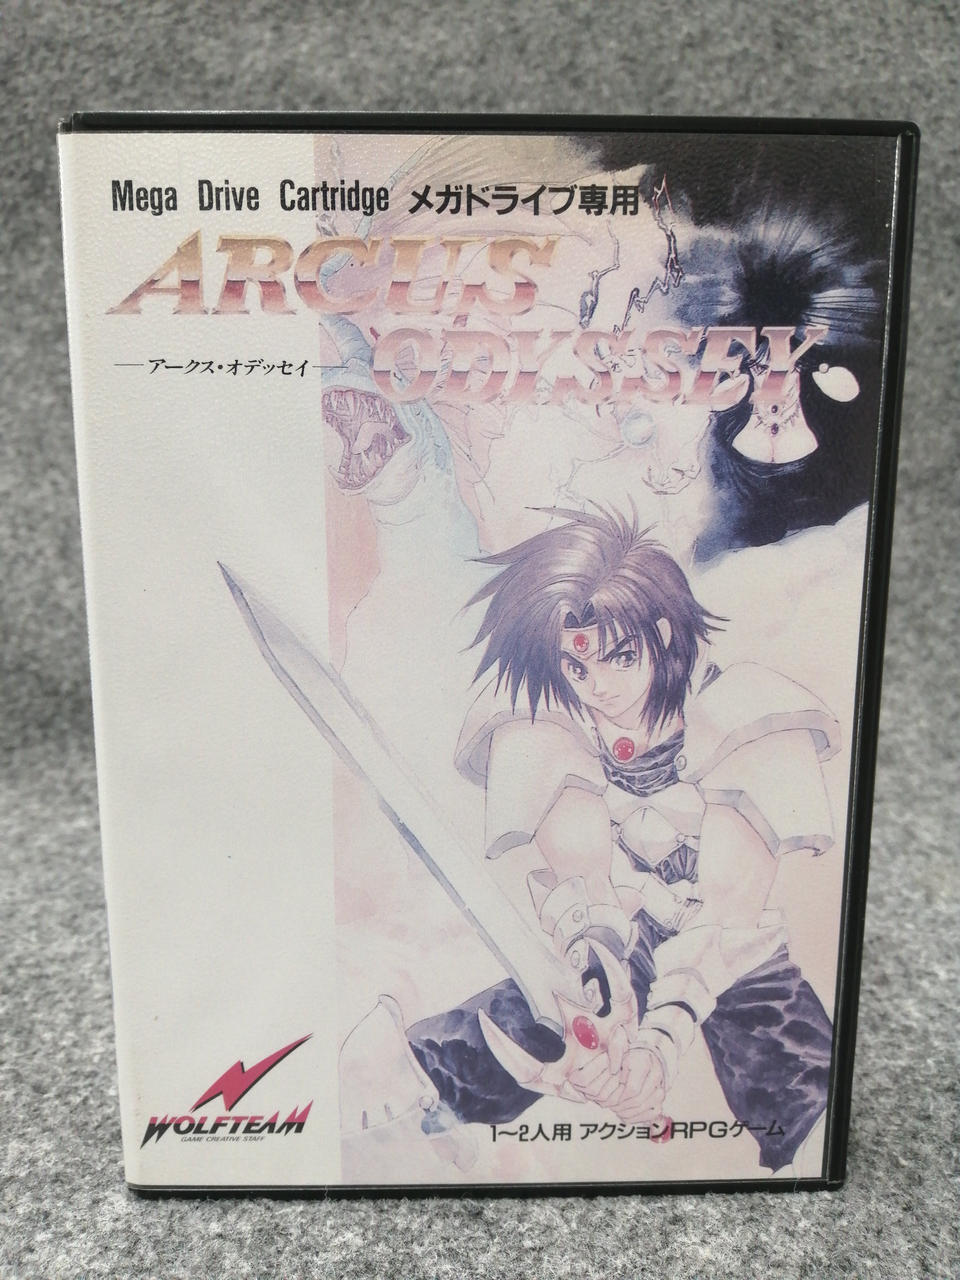 Mega Drive Cartridge メガドライブ専用
ARCUS
ODYSSEY
アークス・オデッセイ
WOLFTEAM
GAME CREATIVE STAFF
1〜2人用 アクションRPGゲーム